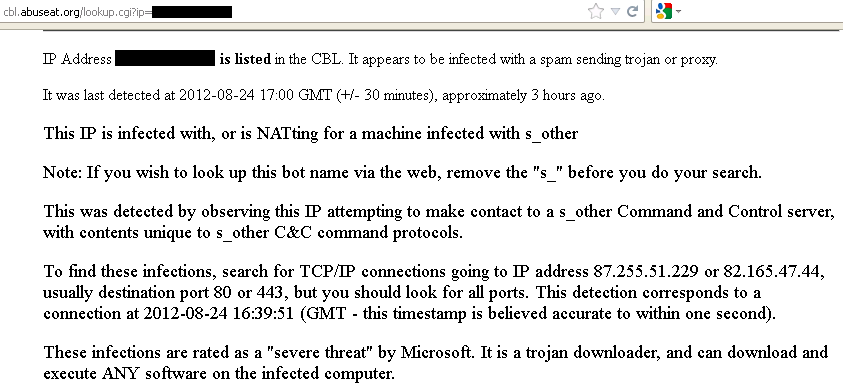 cbl.abuseat.org/lookup.cgi?ip=
IP Address is listed in the CBL. It appears to be infected with a spam sending trojan or proxy.
It was last detected at 2012-08-24 17:00 GMT (+/- 30 minutes), approximately 3 hours ago.
This IP is infected with, or is NATting for a machine infected with s_other
Note: If you wish to look up this bot name via the web, remove the "s_" before you do your search.
This was detected by observing this IP attempting to make contact to a s_other Command and Control server,
with contents unique to s_other C&C command protocols.
To find these infections, search for TCP/IP connections going to IP address 87.255.51.229 or 82.165.47.44,
usually destination port 80 or 443, but you should look for all ports. This detection corresponds to a
connection at 2012-08-24 16:39:51 (GMT - this timestamp is believed accurate to within one second).
These infections are rated as a "severe threat" by Microsoft. It is a trojan downloader, and can download and
execute ANY software on the infected computer.